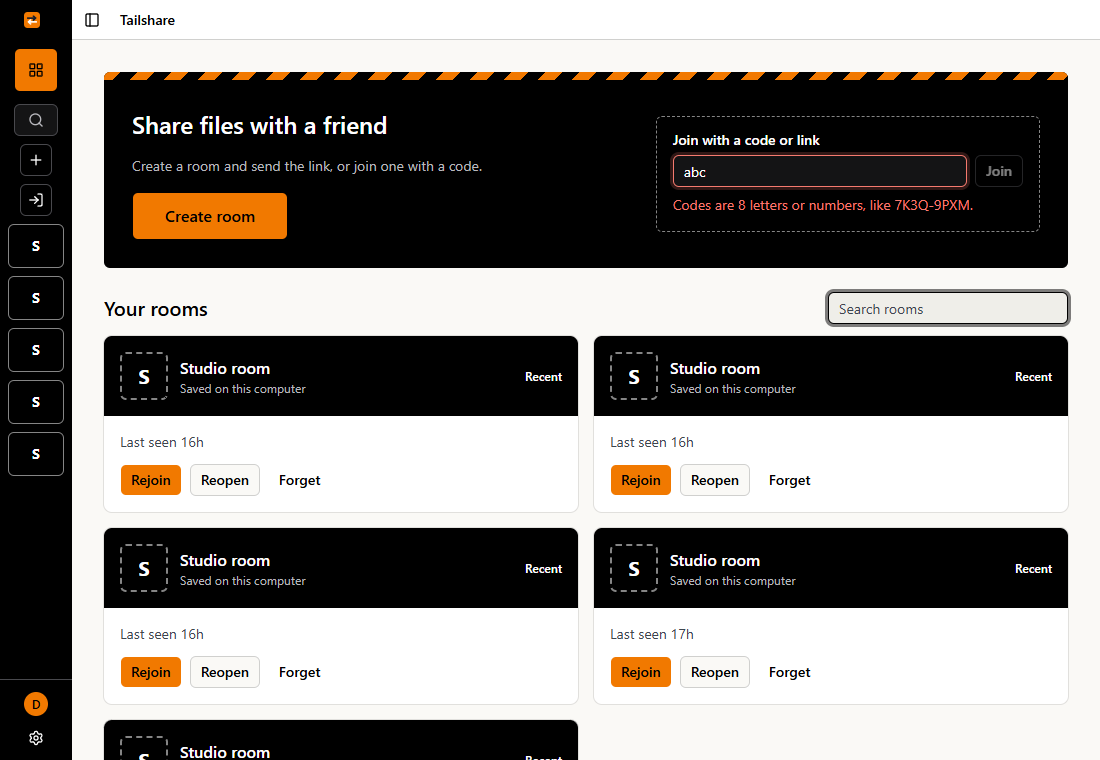 Tailshare
Share files with a friend
Create a room and send the link, or join one with a code.
Create room
Join with a code or link
abc
Join
Codes are 8 letters or numbers, like 7K3Q-9PXM.
S
S
S
S
S
D
Your rooms
Search rooms
S
Studio room
Saved on this computer
Recent
Last seen 16h
Rejoin
Reopen
Forget
S
Studio room
Saved on this computer
Recent
Last seen 16h
Rejoin
Reopen
Forget
S
Studio room
Saved on this computer
Recent
Last seen 16h
Rejoin
Reopen
Forget
S
Studio room
Saved on this computer
Recent
Last seen 17h
Rejoin
Reopen
Forget
S
Studio room
Recent